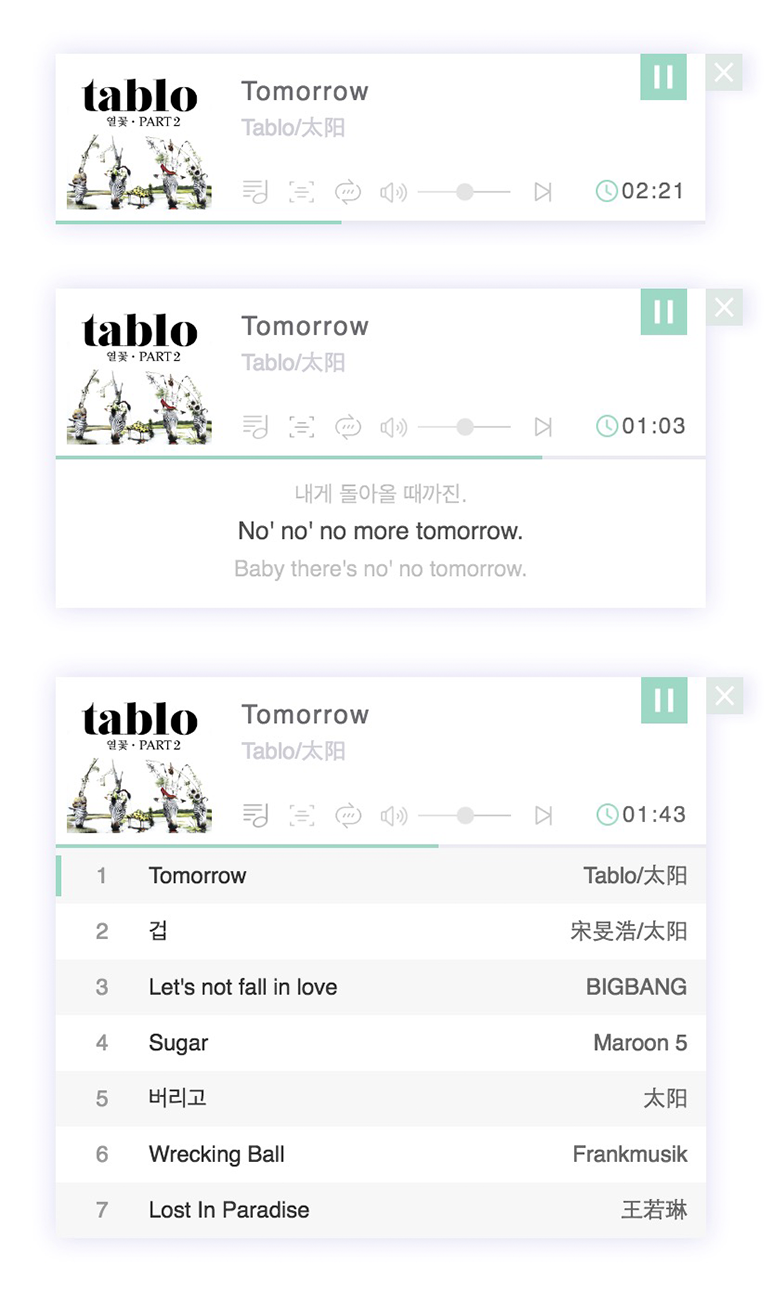 tablo
열꽃·PART 2
Tomorrow
Tablo/太阳
02:21
tablo
열꽃·PART 2
Tomorrow
Tablo/太阳
01:03
내게 돌아올 때까진.
No' no' no more tomorrow.
Baby there's no' no tomorrow.
tablo
열꽃·PART 2
Tomorrow
Tablo/太阳
01:43
1 Tomorrow Tablo/太阳
2 겁 宋旻浩/太阳
3 Let's not fall in love BIGBANG
4 Sugar Maroon 5
5 버리고 太阳
6 Wrecking Ball Frankmusik
7 Lost In Paradise 王若琳